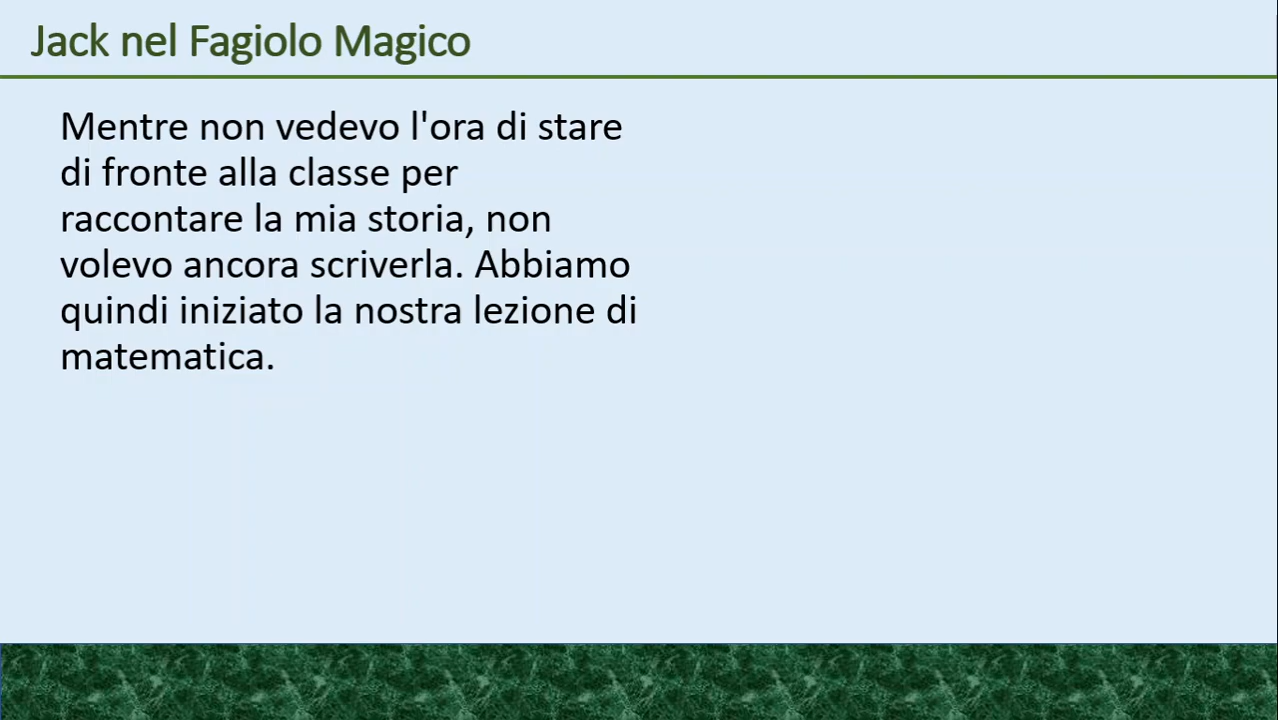 Jack nel Fagiolo Magico
Mentre non vedevo l'ora di stare
di fronte alla classe per
raccontare la mia storia, non
volevo ancora scriverla. Abbiamo
quindi iniziato la nostra lezione di
matematica.